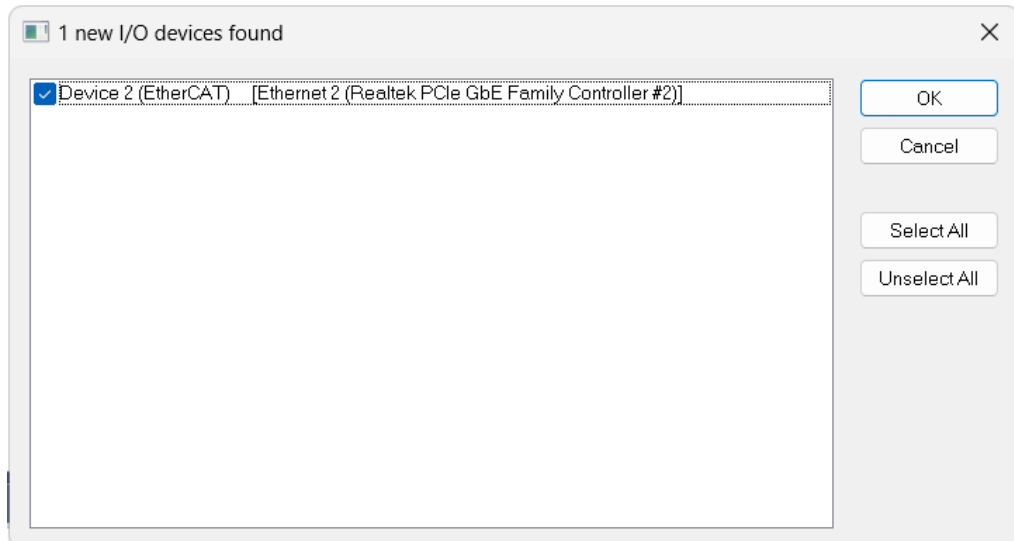 1 new I/O devices found
Device 2 (EtherCAT) [Ethernet 2 (Realtek PCIe GbE Family Controller #2)]
OK
Cancel
Select All
Unselect All